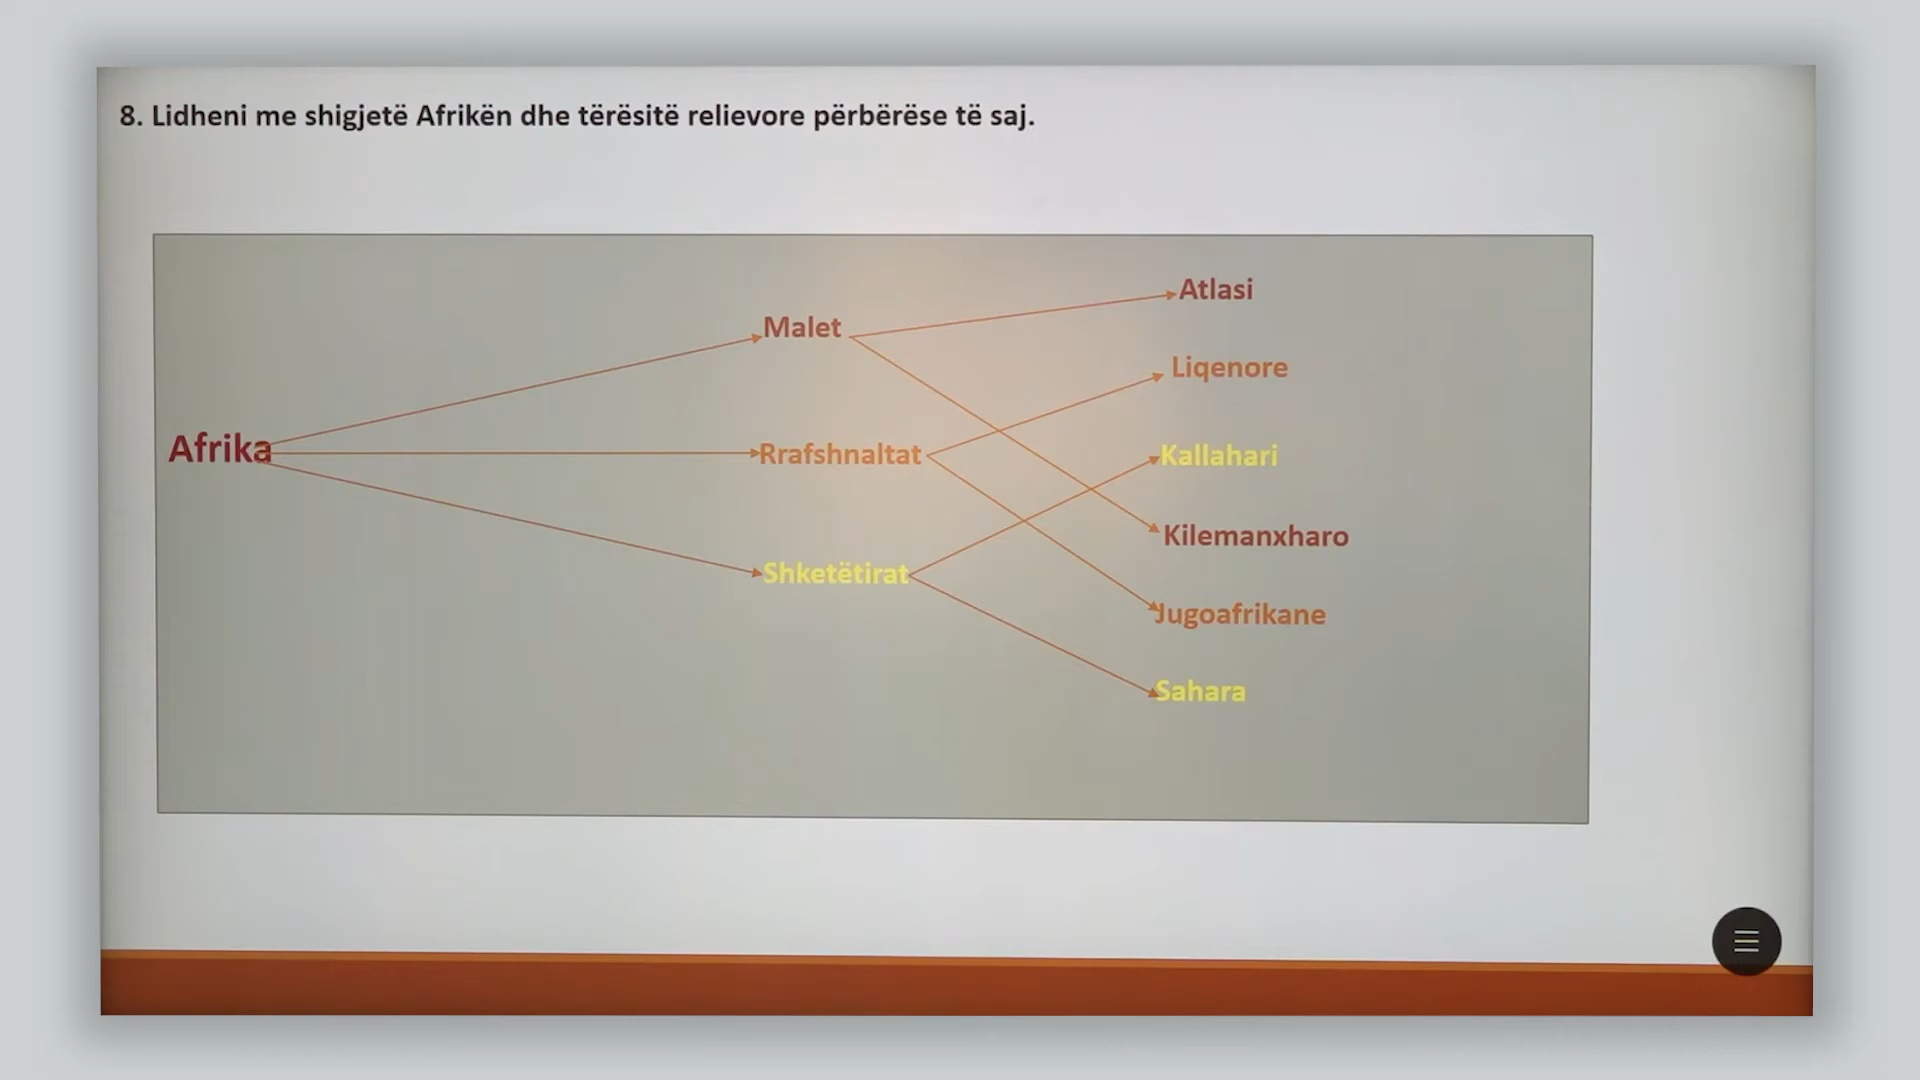 8. Lidheni me shigjetë Afrikën dhe tërësitë relievore përbërëse të saj.
Afrika
Malet
Rrafshnaltat
Shketëtirat
Atlasi
Liqenore
Kallahari
Kilemanxharo
Jugoafrikane
Sahara